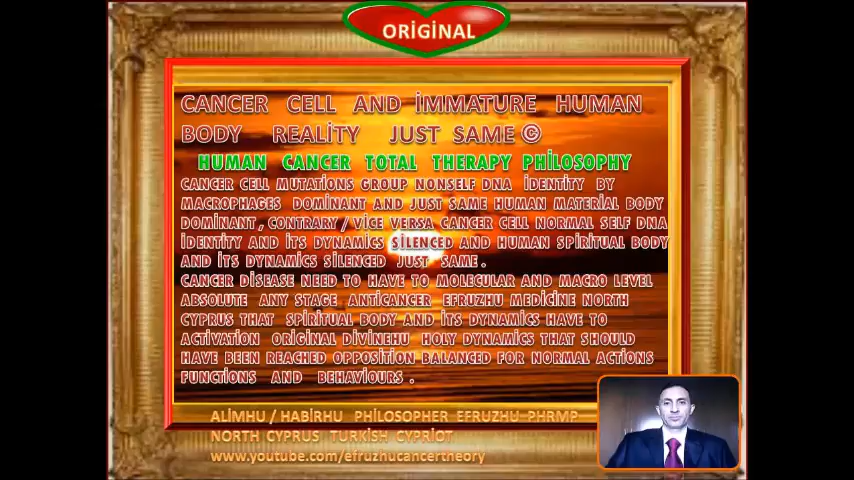 ORİGİNAL
CANCER CELL AND İMMATURE HUMAN
BODY REALİTY JUST SAME ©
HUMAN CANCER TOTAL THERAPY PHİLOSOPHY
CANCER CELL MUTATİONS GROUP NONSELF DNA İDENTİTY BY
MACROPHAGES DOMİNANT AND JUST SAME HUMAN MATERİAL BODY
DOMİNANT , CONTRARY / VİCE VERSA CANCER CELL NORMAL SELF DNA
İDENTİTY AND İTS DYNAMİCS SİLENCED AND HUMAN SPİRİTUAL BODY
AND İTS DYNAMİCS SİLENCED JUST SAME .
CANCER DİSEASE NEED TO HAVE TO MOLECULAR AND MACRO LEVEL
ABSOLUTE ANY STAGE ANTİCANCER EFRUZHU MEDİCİNE NORTH
CYPRUS THAT SPİRİTUAL BODY AND İTS DYNAMİCS HAVE TO
ACTİVATİON ORİGİNAL DİVİNEHU HOLY DYNAMİCS THAT SHOULD
HAVE BEEN REACHED OPPOSİTİON BALANCED FOR NORMAL ACTİONS
FUNCTİONS AND BEHAVİOURS .
ALİMHU / HABİRHU PHİLOSOPHER EFRUZHU PHRMP
NORTH CYPRUS TURKİSH CYPRİOT
www.youtube.com/efruzhucancertheory